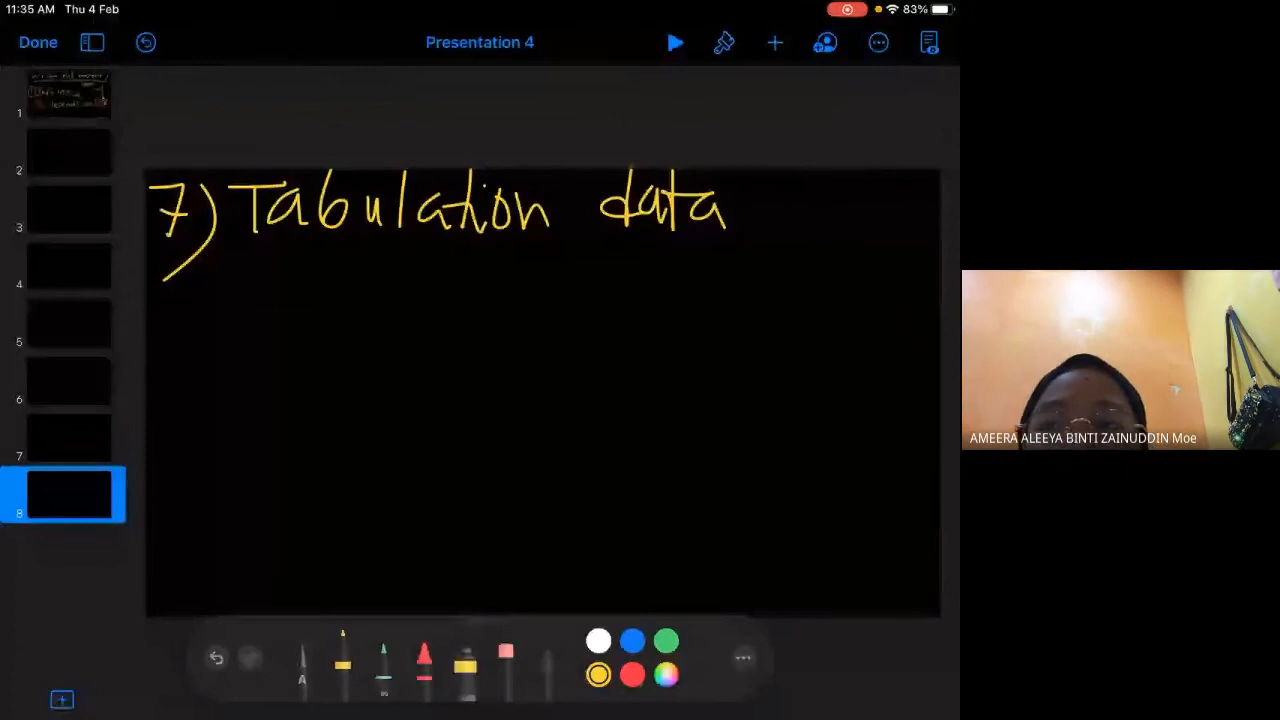 11:35 AM Thu 4 Feb
83%
Done
Presentation 4
1
2
3
4
5
6
7
8
7) Tabulation data
AMEERA ALEEYA BINTI ZAINUDDIN Moe